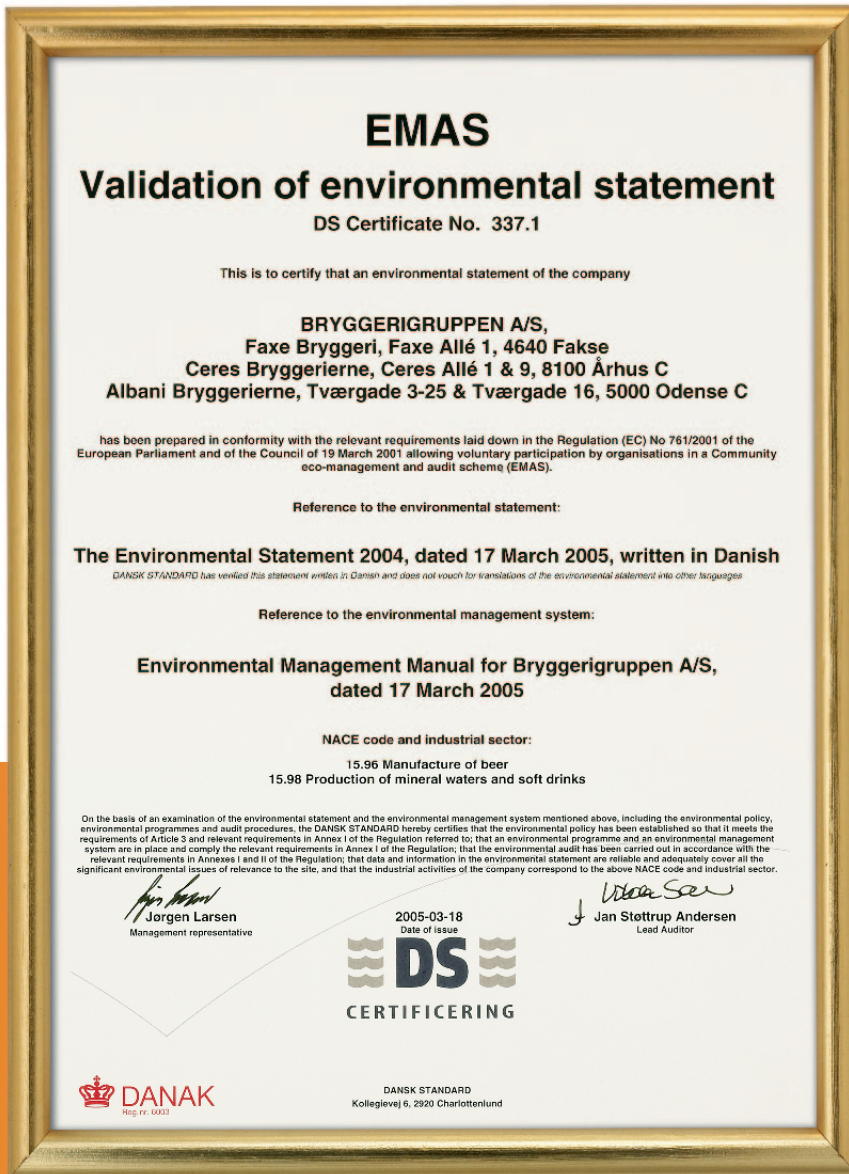 EMAS
Validation of environmental statement
DS Certificate No. 337.1
This is to certify that an environmental statement of the company
BRYGGERIGRUPPEN A/S,
Faxe Bryggeri, Faxe Allé 1, 4640 Fakse
Ceres Bryggerierne, Ceres Allé 1 & 9, 8100 Århus C
Albani Bryggerierne, Tværgade 3-25 & Tværgade 16, 5000 Odense C
has been prepared in conformity with the relevant requirements laid down in the Regulation (EC) No 761/2001 of the
European Parliament and of the Council of 19 March 2001 allowing voluntary participation by organisations in a Community
eco-management and audit scheme (EMAS).
Reference to the environmental statement:
The Environmental Statement 2004, dated 17 March 2005, written in Danish
DANSK STANDARD has verified this statement written in Danish and does not vouch for translations of the environmental statement into other languages
Reference to the environmental management system:
Environmental Management Manual for Bryggerigruppen A/S,
dated 17 March 2005
NACE code and industrial sector:
15.96 Manufacture of beer
15.98 Production of mineral waters and soft drinks
On the basis of an examination of the environmental statement and the environmental management system mentioned above, including the environmental policy,
environmental programmes and audit procedures, the DANSK STANDARD hereby certifies that the environmental policy has been established so that it meets the
requirements of Article 3 and relevant requirements in Annex I of the Regulation referred to; that an environmental programme and an environmental management
system are in place and comply the relevant requirements in Annex I of the Regulation; that the environmental audit has been carried out in accordance with the
relevant requirements in Annexes I and II of the Regulation; that data and information in the environmental statement are reliable and adequately cover all the
significant environmental issues of relevance to the site, and that the industrial activities of the company correspond to the above NACE code and industrial sector.
Jørgen Larsen
Management representative
2005-03-18
Date of issue
Jan Støttrup Andersen
Lead Auditor
DS
CERTIFICERING
DANAK
Reg. nr. 6003
DANSK STANDARD
Kollegievej 6, 2920 Charlottenlund